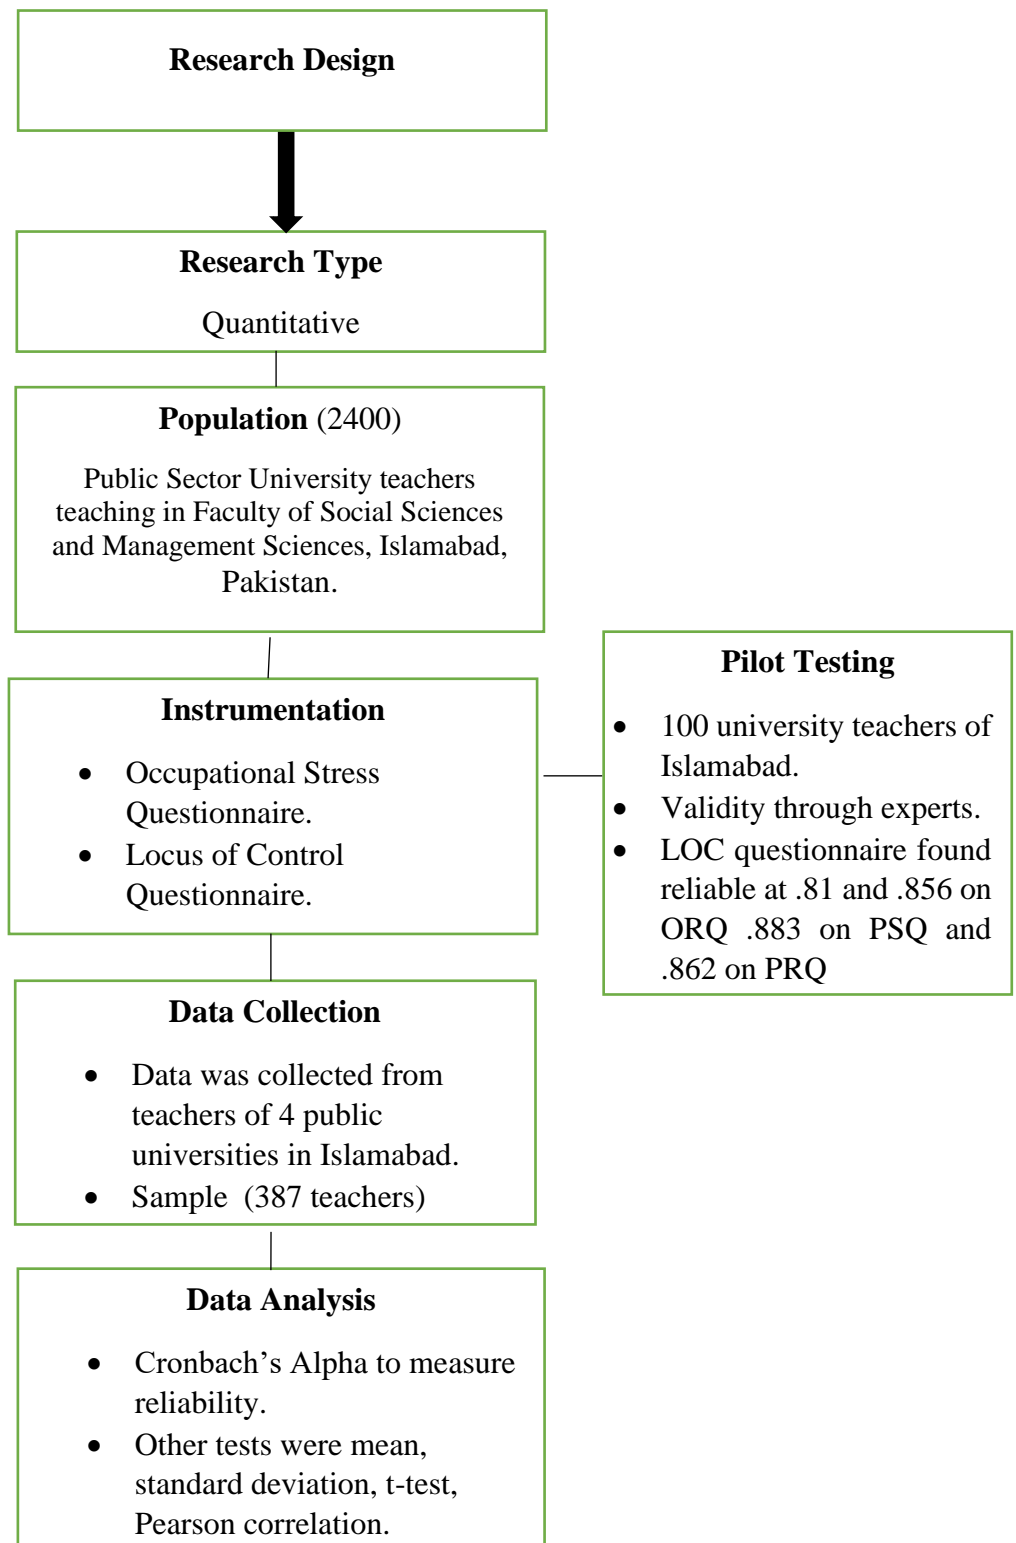 Research Design
Research Type
Quantitative
Population (2400)
Public Sector University teachers
teaching in Faculty of Social Sciences
and Management Sciences, Islamabad,
Pakistan.
Instrumentation
• Occupational Stress
Questionnaire.
• Locus of Control
Questionnaire.
Pilot Testing
• 100 university teachers of
Islamabad.
• Validity through experts.
• LOC questionnaire found
reliable at .81 and .856 on
ORQ .883 on PSQ and
.862 on PRQ
Data Collection
• Data was collected from
teachers of 4 public
universities in Islamabad.
• Sample (387 teachers)
Data Analysis
• Cronbach’s Alpha to measure
reliability.
• Other tests were mean,
standard deviation, t-test,
Pearson correlation.